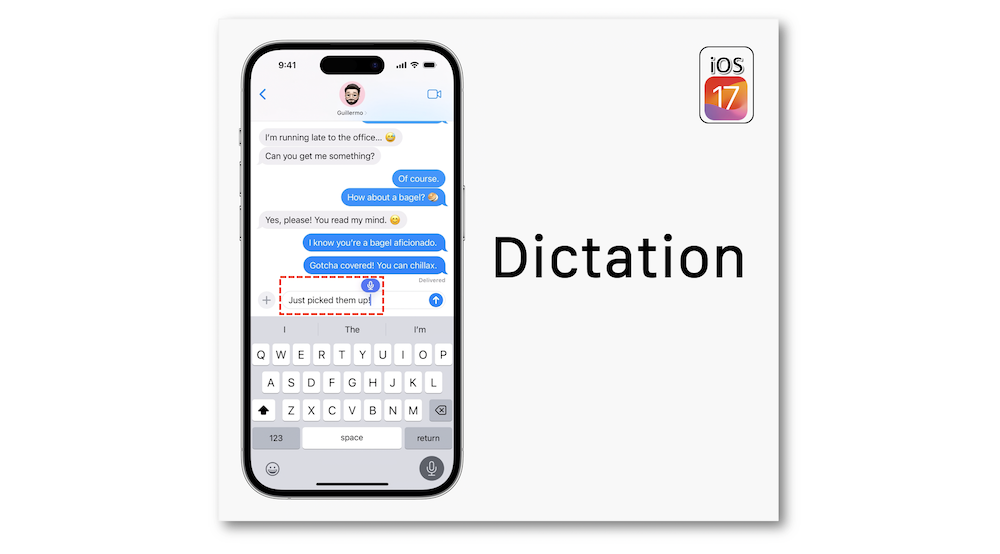 9:41
iOS
17
Guillermo
I'm running late to the office... 😅
Can you get me something?
Of course.
How about a bagel? 🥯
Yes, please! You read my mind. 😊
I know you're a bagel aficionado.
Gotcha covered! You can chillax.
Delivered
Just picked them up!
Dictation
I The I'm
Q W E R T Y U I O P
A S D F G H J K L
Z X C V B N M
123 space return